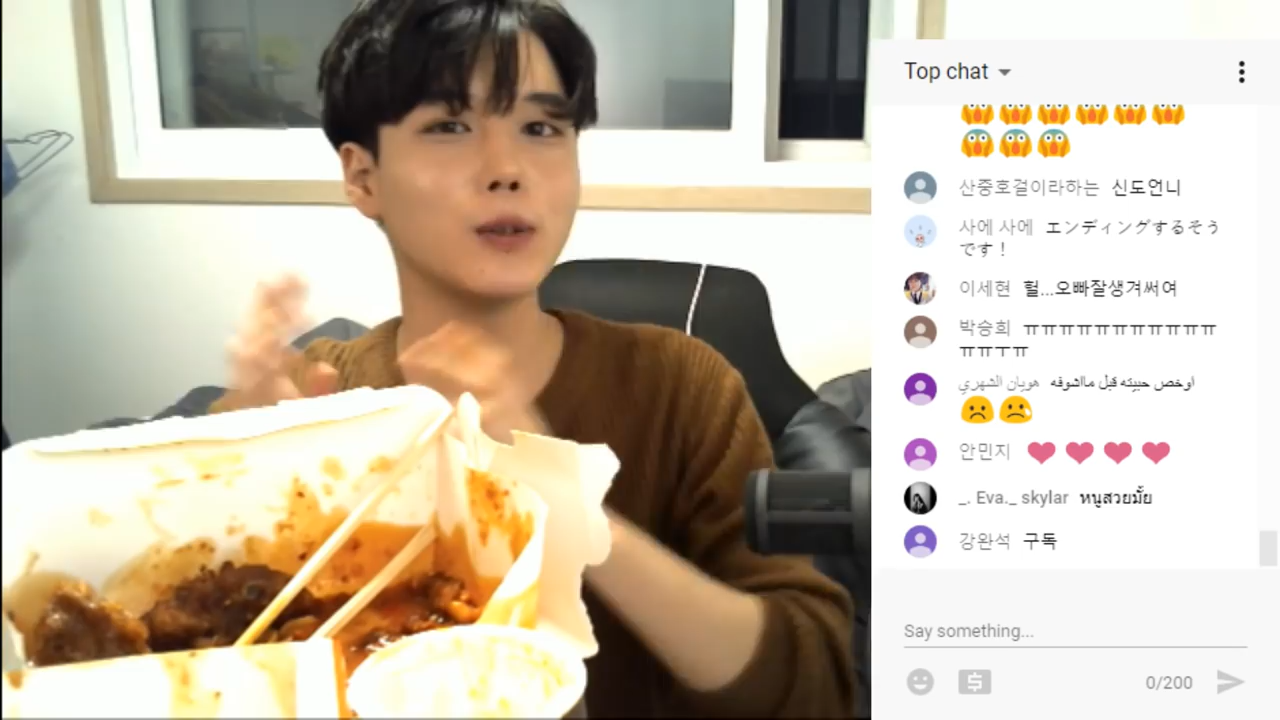 Top chat
😱😱😱😱😱😱
😱😱😱
산중호걸이라하는 신도언니
사에 사에 エンディングするそう
です！
이세현 헐...오빠잘생겨써여
박승희 ㅠㅠㅠㅠㅠㅠㅠㅠㅠㅠㅠ
ㅠㅠㅜㅠ
هوبان الشهري اوخص حبيته قبل مااشوفه
☹️😢
안민지 ❤❤❤❤
_. Eva._ skylar หนูสวยมั้ย
강완석 구독
Say something...
0/200